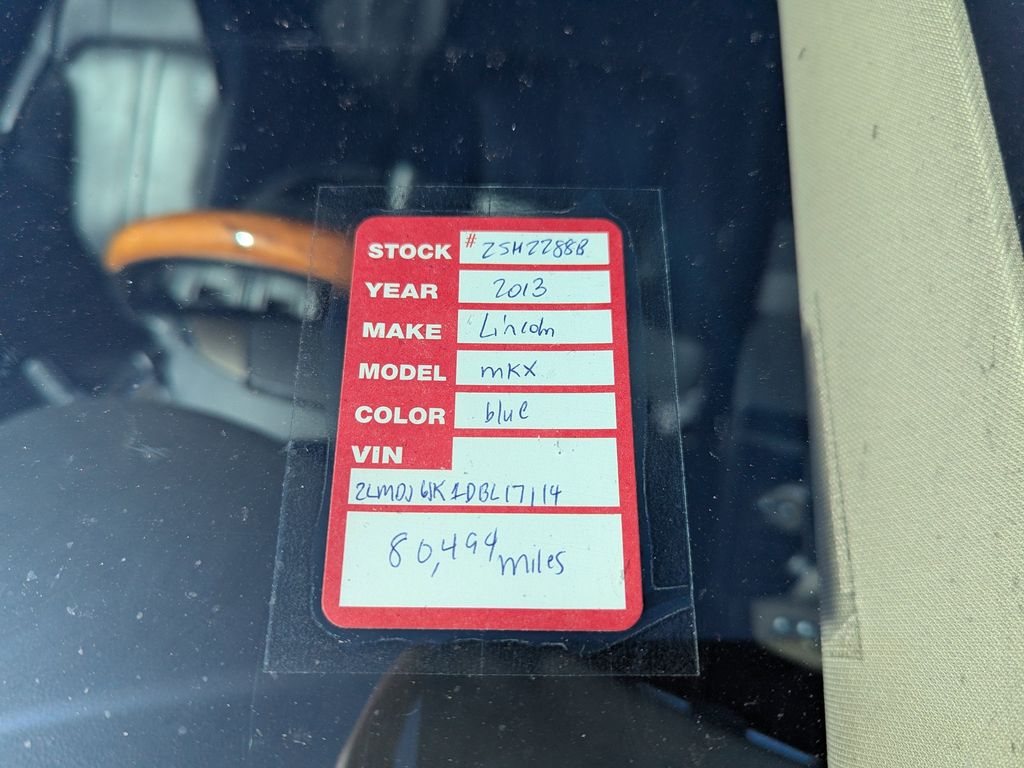 STOCK # 25H2288B
YEAR 2013
MAKE Lincoln
MODEL MKX
COLOR blue
VIN
2LMDJ6JK1DBL17114
80,494 miles